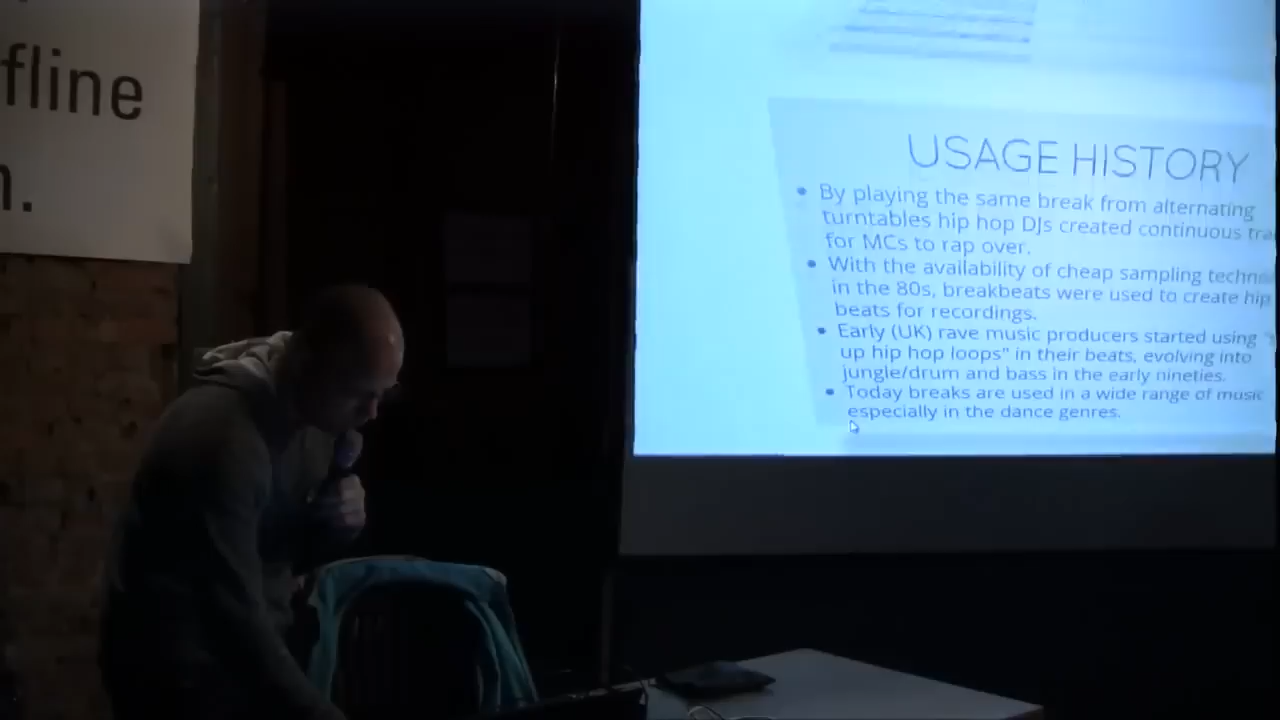 fline
n.
USAGE HISTORY
• By playing the same break from alternating
turntables hip hop DJs created continuous tra
for MCs to rap over.
• With the availability of cheap sampling techno
in the 80s, breakbeats were used to create hip
beats for recordings.
• Early (UK) rave music producers started using
up hip hop loops" in their beats, evolving into
jungle/drum and bass in the early nineties.
• Today breaks are used in a wide range of music
especially in the dance genres.